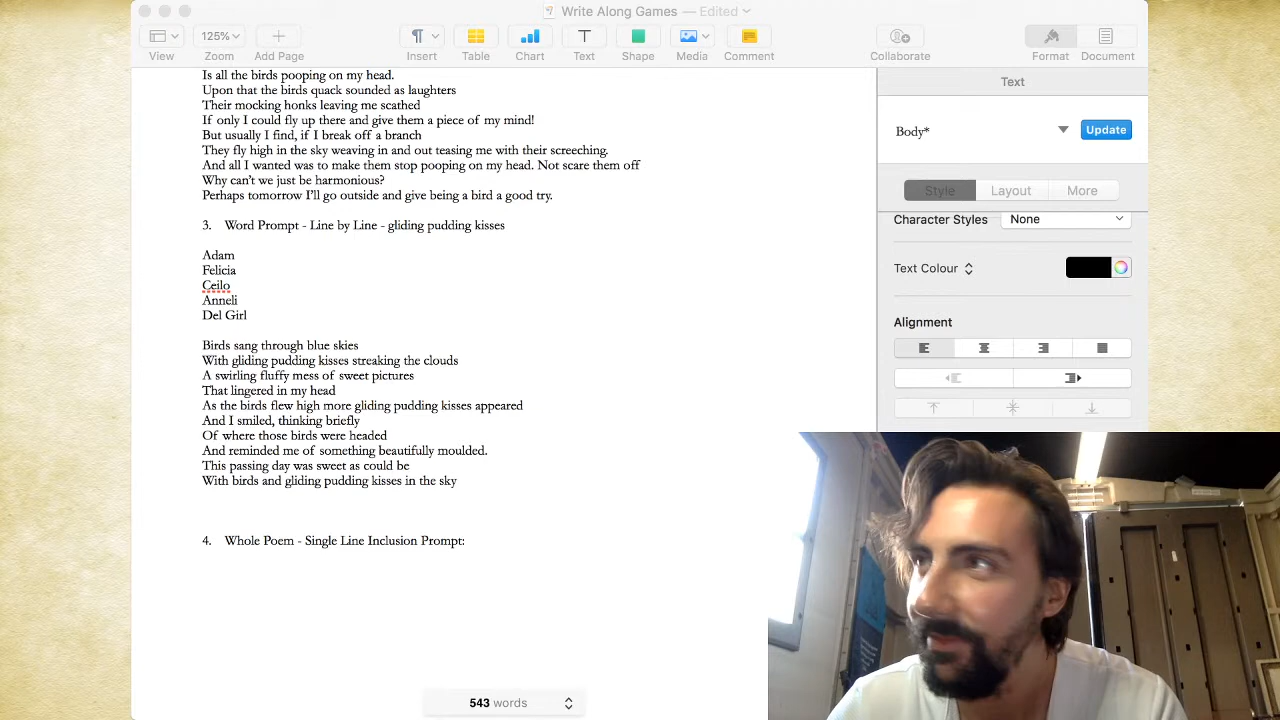 Write Along Games — Edited
125%
View
Zoom
Add Page
Insert
Table
Chart
Text
Shape
Media
Comment
Collaborate
Format
Document
Is all the birds pooping on my head.
Upon that the birds quack sounded as laughters
Their mocking honks leaving me scathed
If only I could fly up there and give them a piece of my mind!
But usually I find, if I break off a branch
They fly high in the sky weaving in and out teasing me with their screeching.
And all I wanted was to make them stop pooping on my head. Not scare them off
Why can't we just be harmonious?
Perhaps tomorrow I'll go outside and give being a bird a good try.
3. Word Prompt - Line by Line - gliding pudding kisses
Adam
Felicia
Ceilo
Anneli
Del Girl
Birds sang through blue skies
With gliding pudding kisses streaking the clouds
A swirling fluffy mess of sweet pictures
That lingered in my head
As the birds flew high more gliding pudding kisses appeared
And I smiled, thinking briefly
Of where those birds were headed
And reminded me of something beautifully moulded.
This passing day was sweet as could be
With birds and gliding pudding kisses in the sky
4. Whole Poem - Single Line Inclusion Prompt:
543 words
Text
Body*
Update
Style
Layout
More
Character Styles
None
Text Colour
Alignment